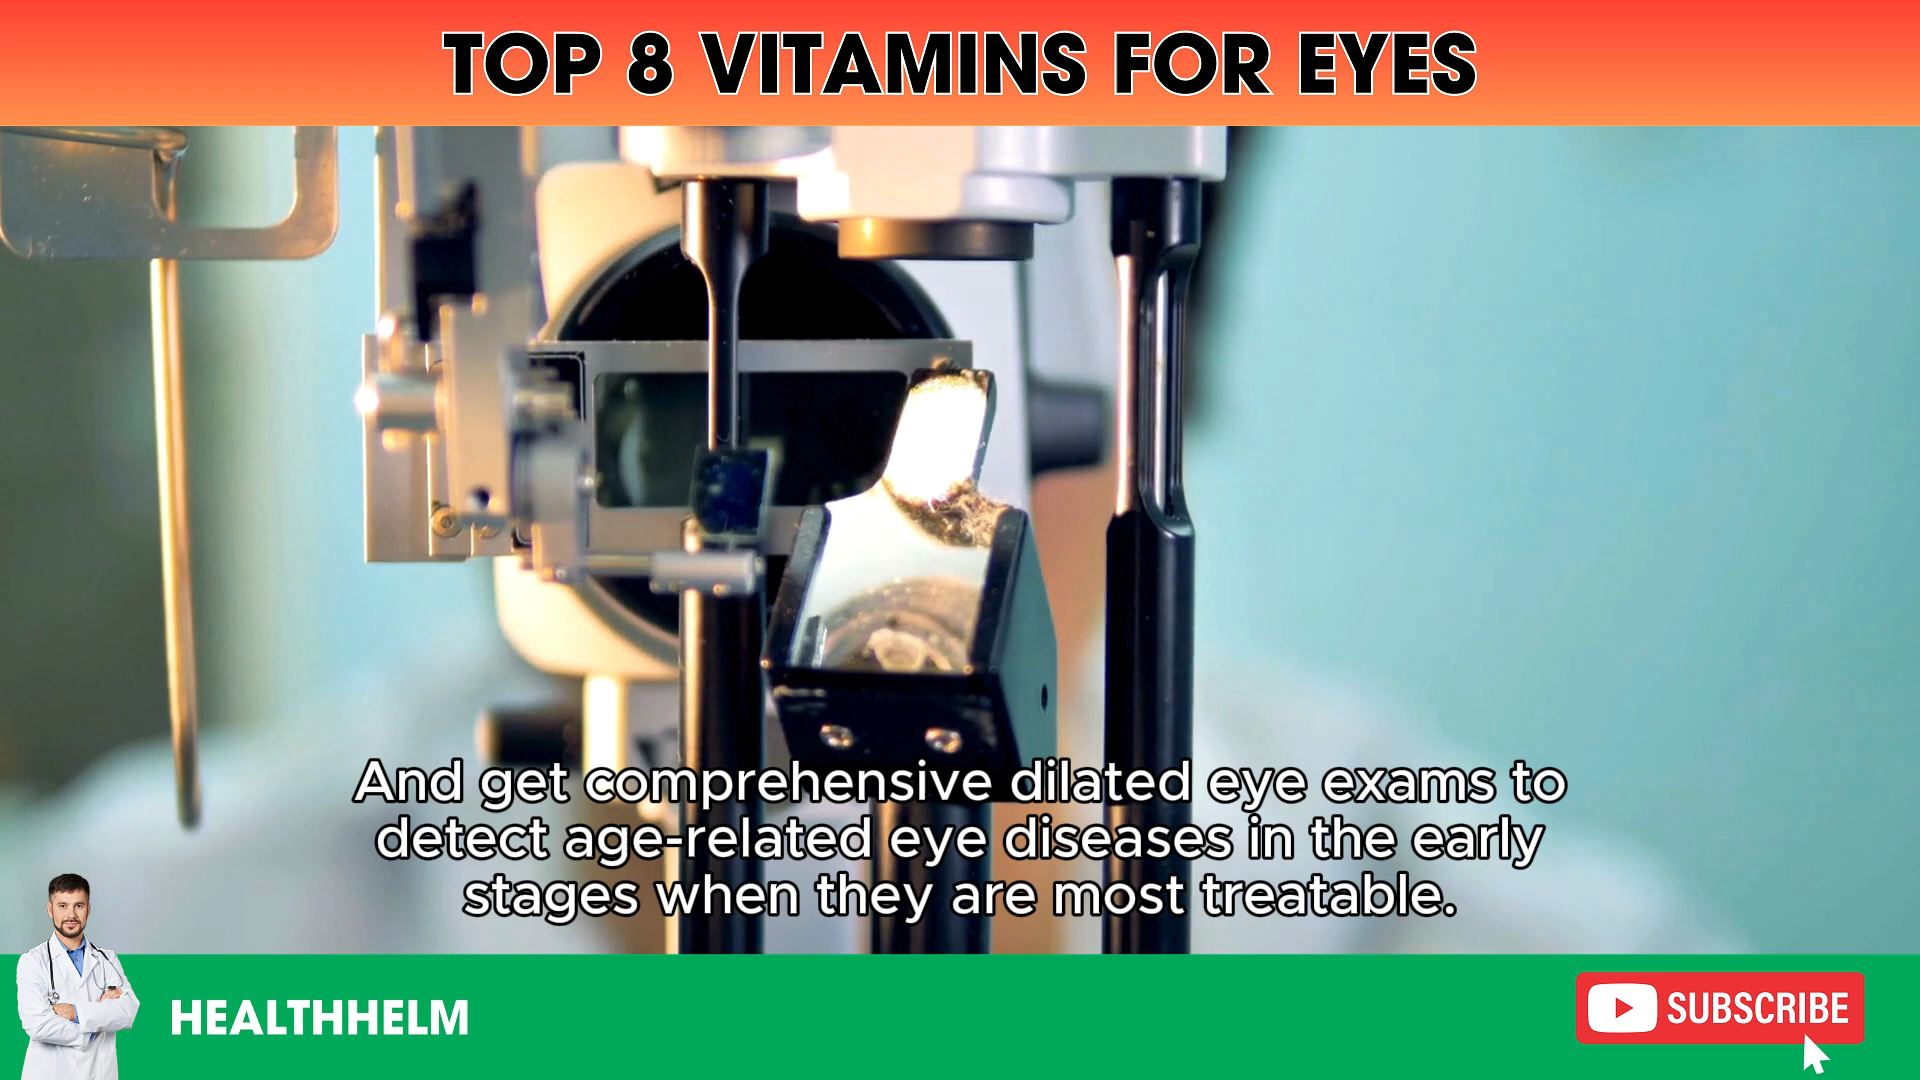 TOP 8 VITAMINS FOR EYES
And get comprehensive dilated eye exams to
detect age-related eye diseases in the early
stages when they are most treatable.
HEALTHHELM
SUBSCRIBE